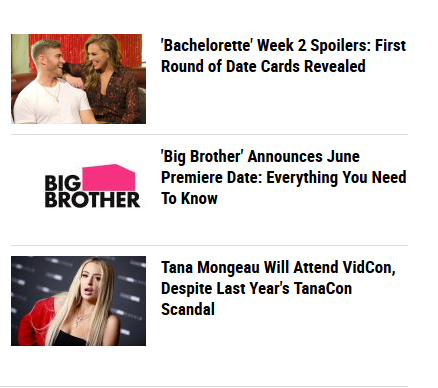 'Bachelorette' Week 2 Spoilers: First
Round of Date Cards Revealed
BIG
BROTHER
'Big Brother' Announces June
Premiere Date: Everything You Need
To Know
Tana Mongeau Will Attend VidCon,
Despite Last Year's TanaCon
Scandal